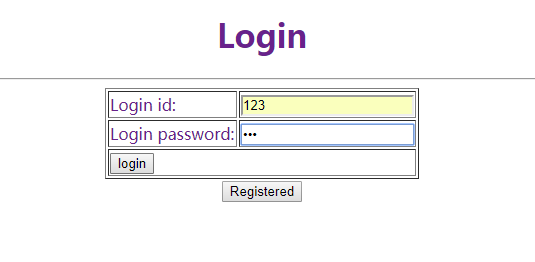 Login
Login id: 123
Login password: •••
login
Registered